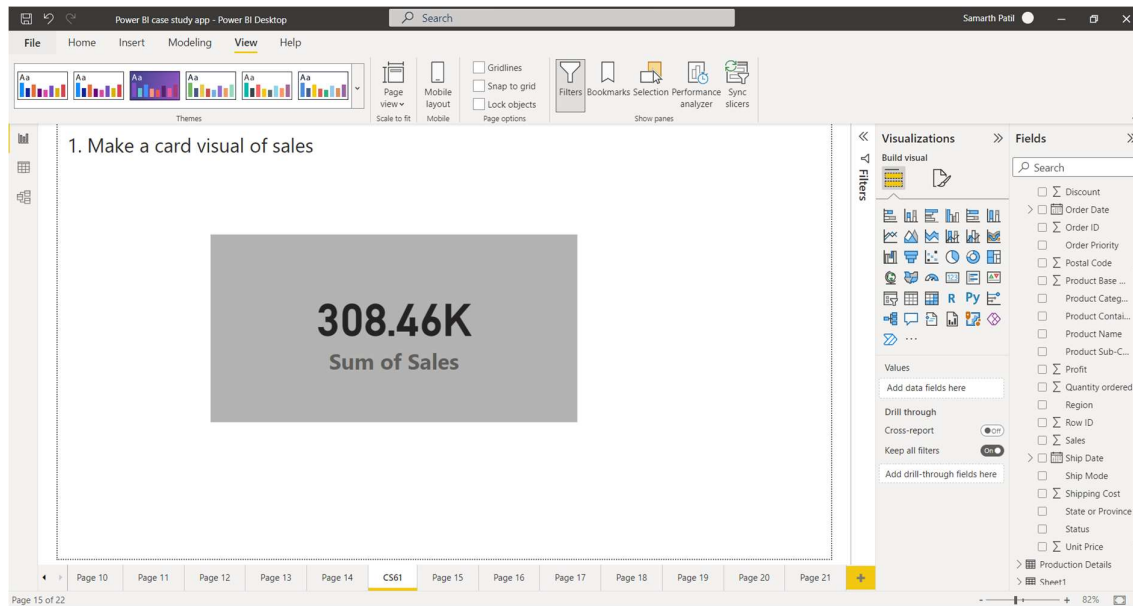 Power BI case study app - Power BI Desktop
Search
Samarth Patil
File Home Insert Modeling View Help
Aa Aa Aa Aa Aa Aa
Themes
Page view
Scale to fit
Mobile layout
Mobile
Gridlines
Snap to grid
Lock objects
Page options
Filters
Bookmarks
Selection
Performance analyzer
Sync slicers
Show panes
1. Make a card visual of sales
308.46K
Sum of Sales
Filters
Visualizations
Build visual
R Py
Values
Add data fields here
Drill through
Cross-report Off
Keep all filters On
Add drill-through fields here
Fields
Search
Discount
Order Date
Order ID
Order Priority
Postal Code
Product Base ...
Product Categ...
Product Contai...
Product Name
Product Sub-C...
Profit
Quantity ordered
Region
Row ID
Sales
Ship Date
Ship Mode
Shipping Cost
State or Province
Status
Unit Price
Production Details
Sheet1
Page 10 Page 11 Page 12 Page 13 Page 14 CS61 Page 15 Page 16 Page 17 Page 18 Page 19 Page 20 Page 21
Page 15 of 22
82%